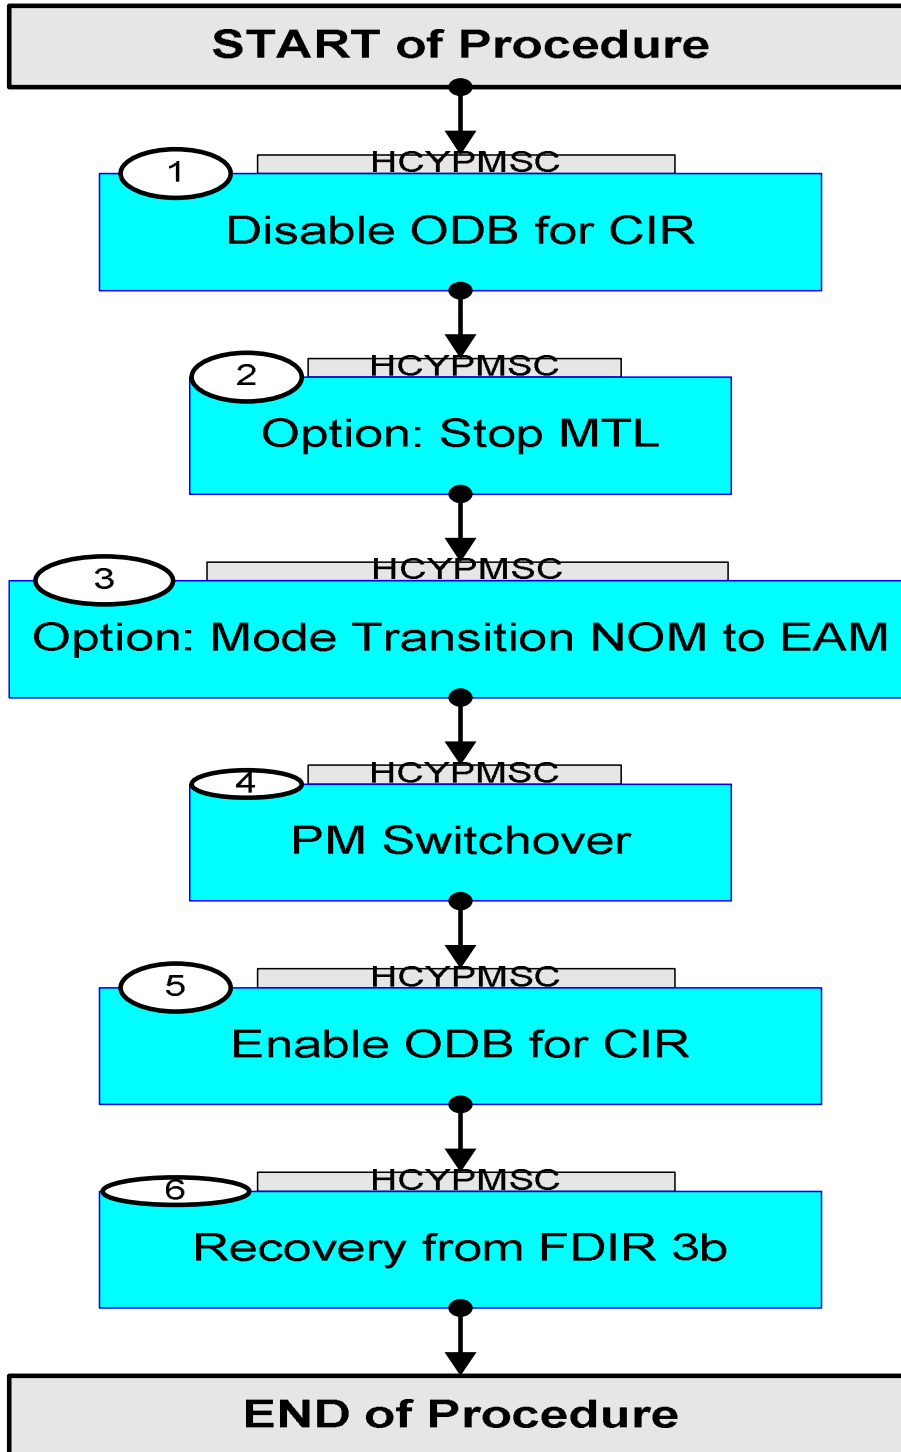 START of Procedure
HCYPMSC
1
Disable ODB for CIR
HCYPMSC
2
Option: Stop MTL
HCYPMSC
3
Option: Mode Transition NOM to EAM
HCYPMSC
4
PM Switchover
HCYPMSC
5
Enable ODB for CIR
HCYPMSC
6
Recovery from FDIR 3b
END of Procedure